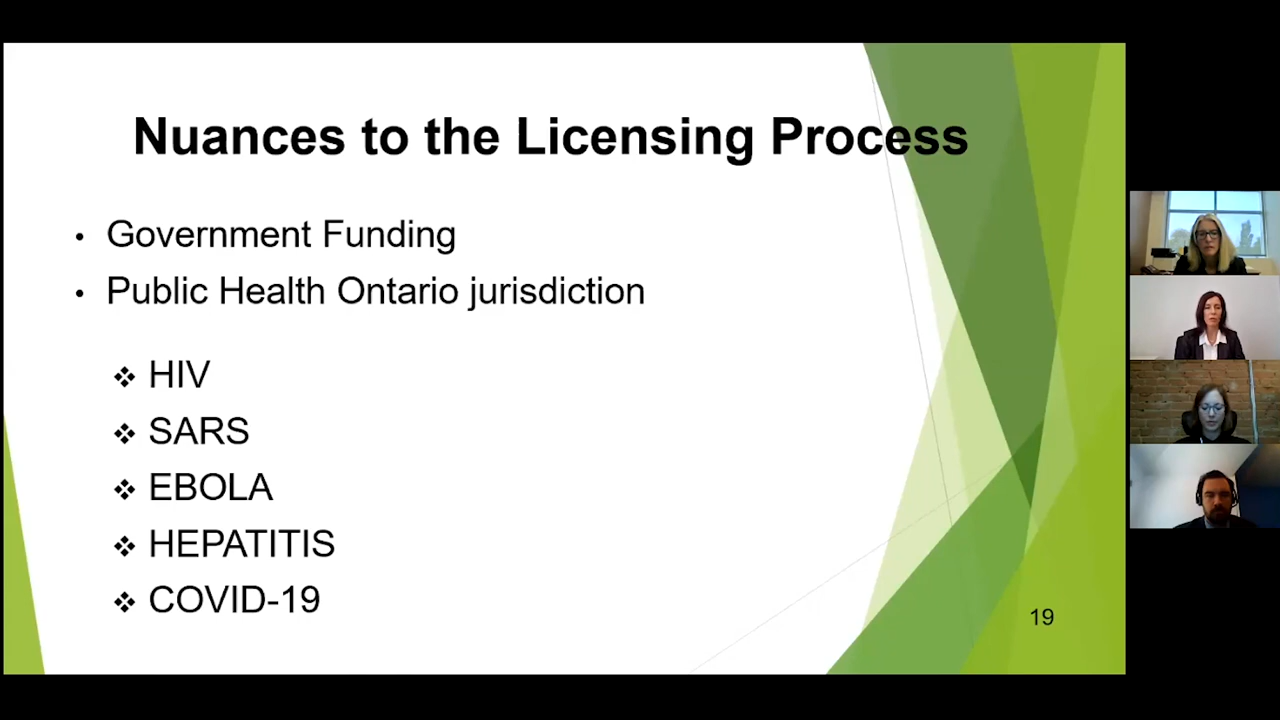 Nuances to the Licensing Process
• Government Funding
• Public Health Ontario jurisdiction
❖ HIV
❖ SARS
❖ EBOLA
❖ HEPATITIS
❖ COVID-19
19